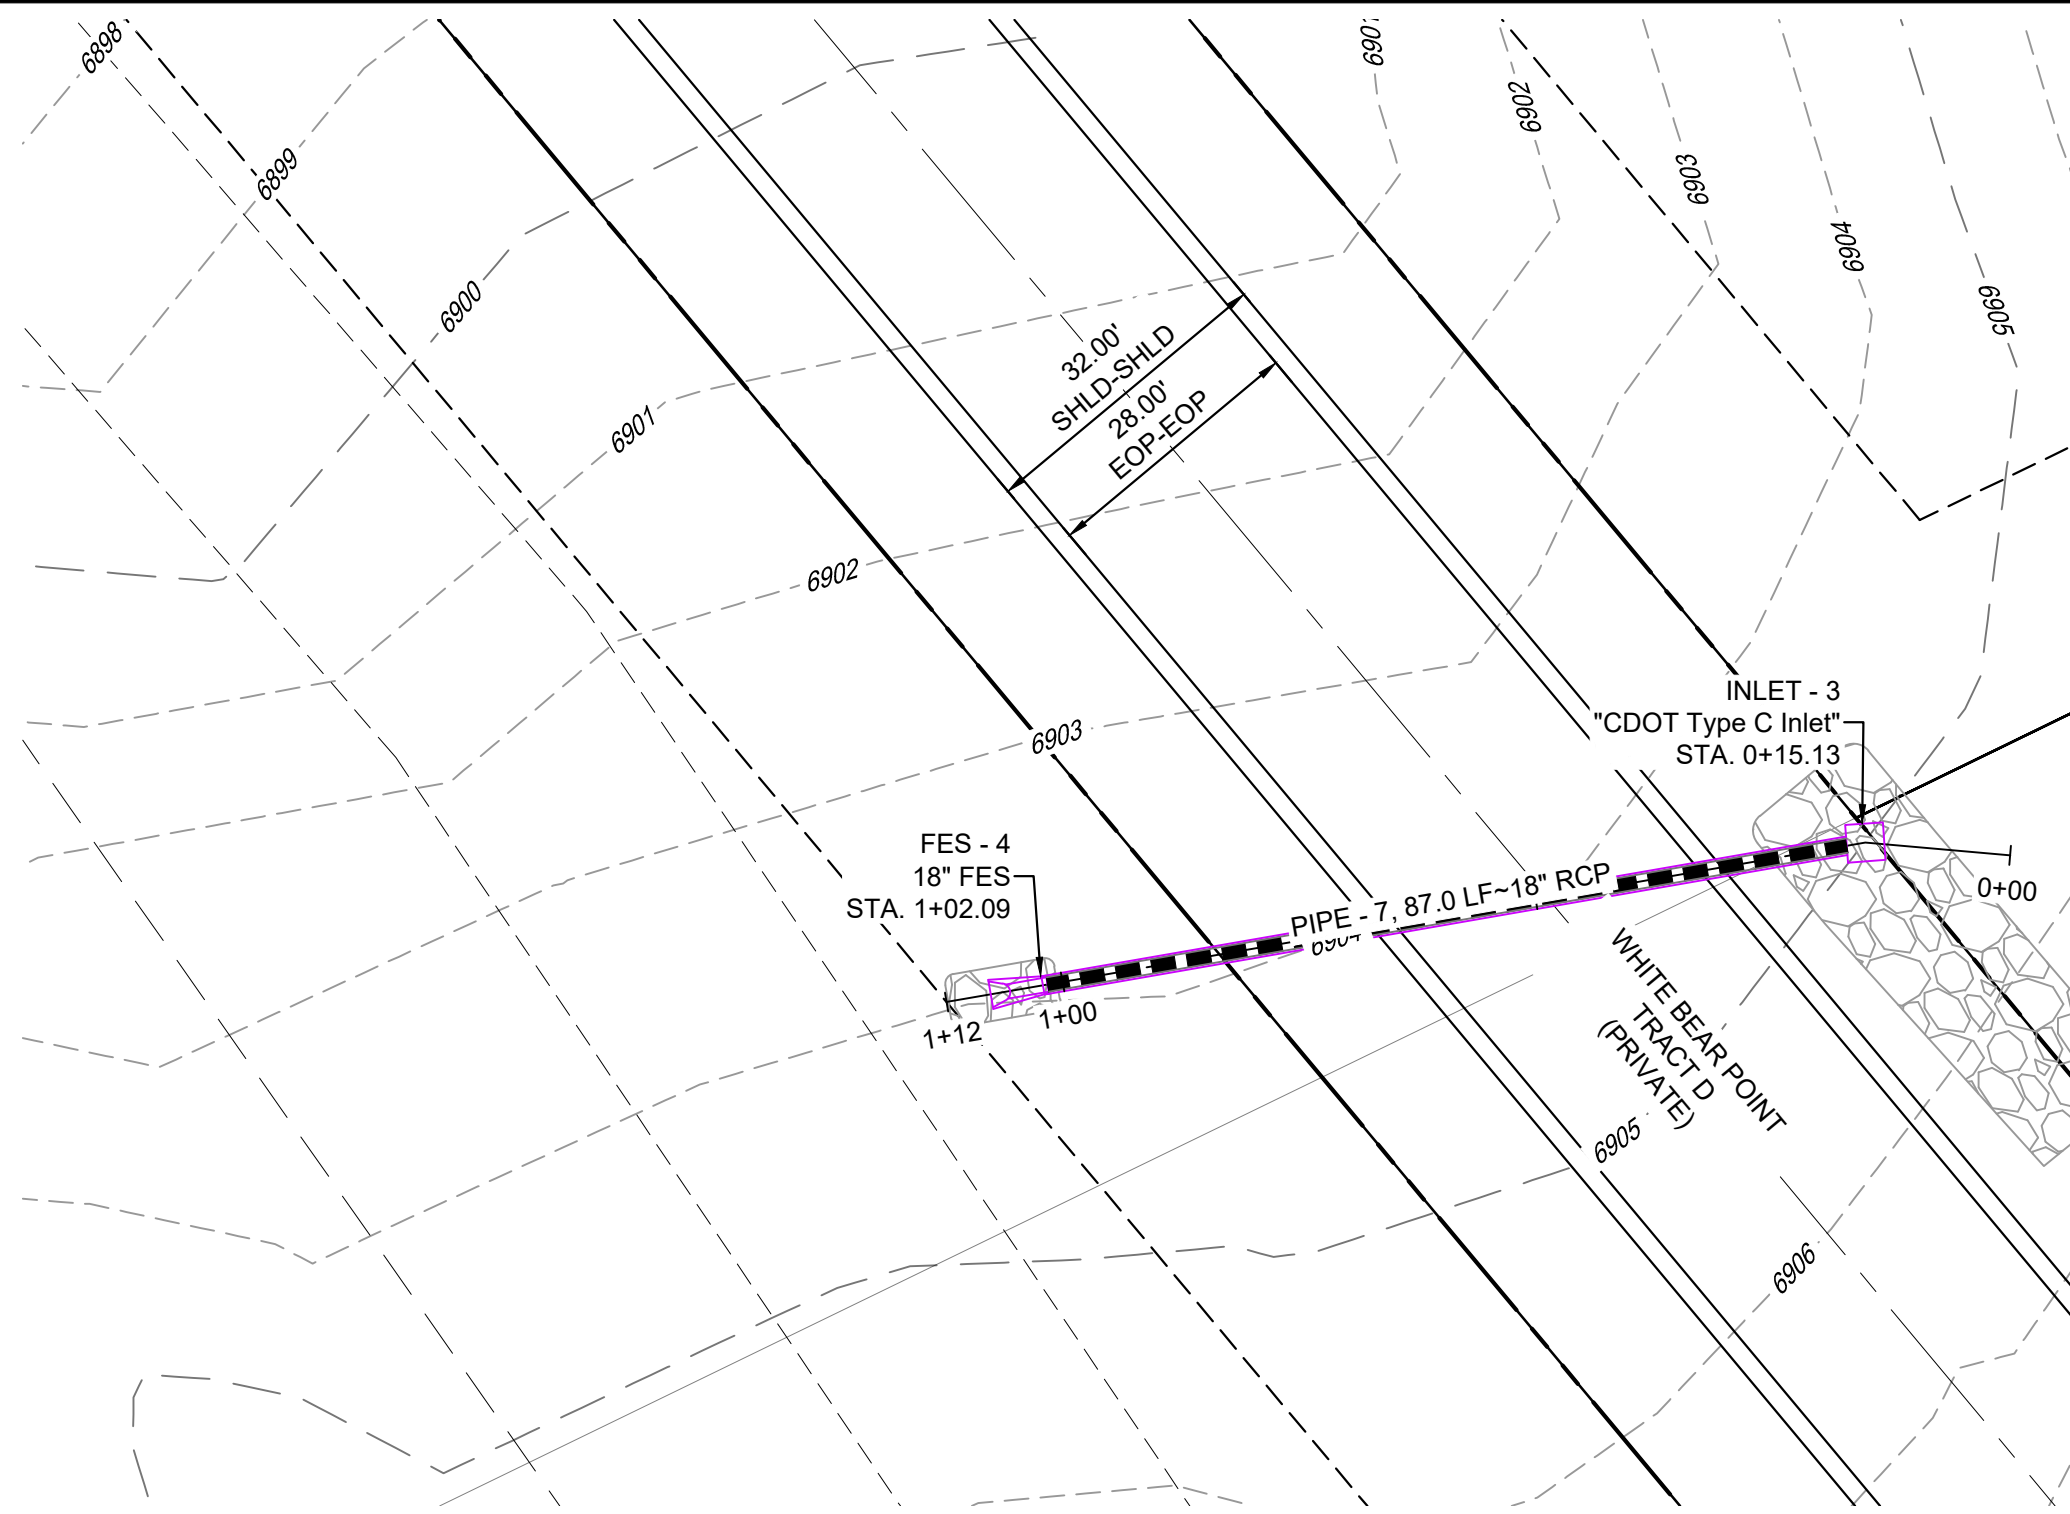 6898
6901
6902
6903
6904
6905
6899
6900
32.00'
SHLD-SHLD
28.00'
EOP-EOP
6901
6902
6903
INLET - 3
"CDOT Type C Inlet"
STA. 0+15.13
FES - 4
18" FES
STA. 1+02.09
PIPE - 7, 87.0 LF~18" RCP
6904
0+00
1+12
1+00
WHITE BEAR POINT
TRACT D
(PRIVATE)
6905
6906